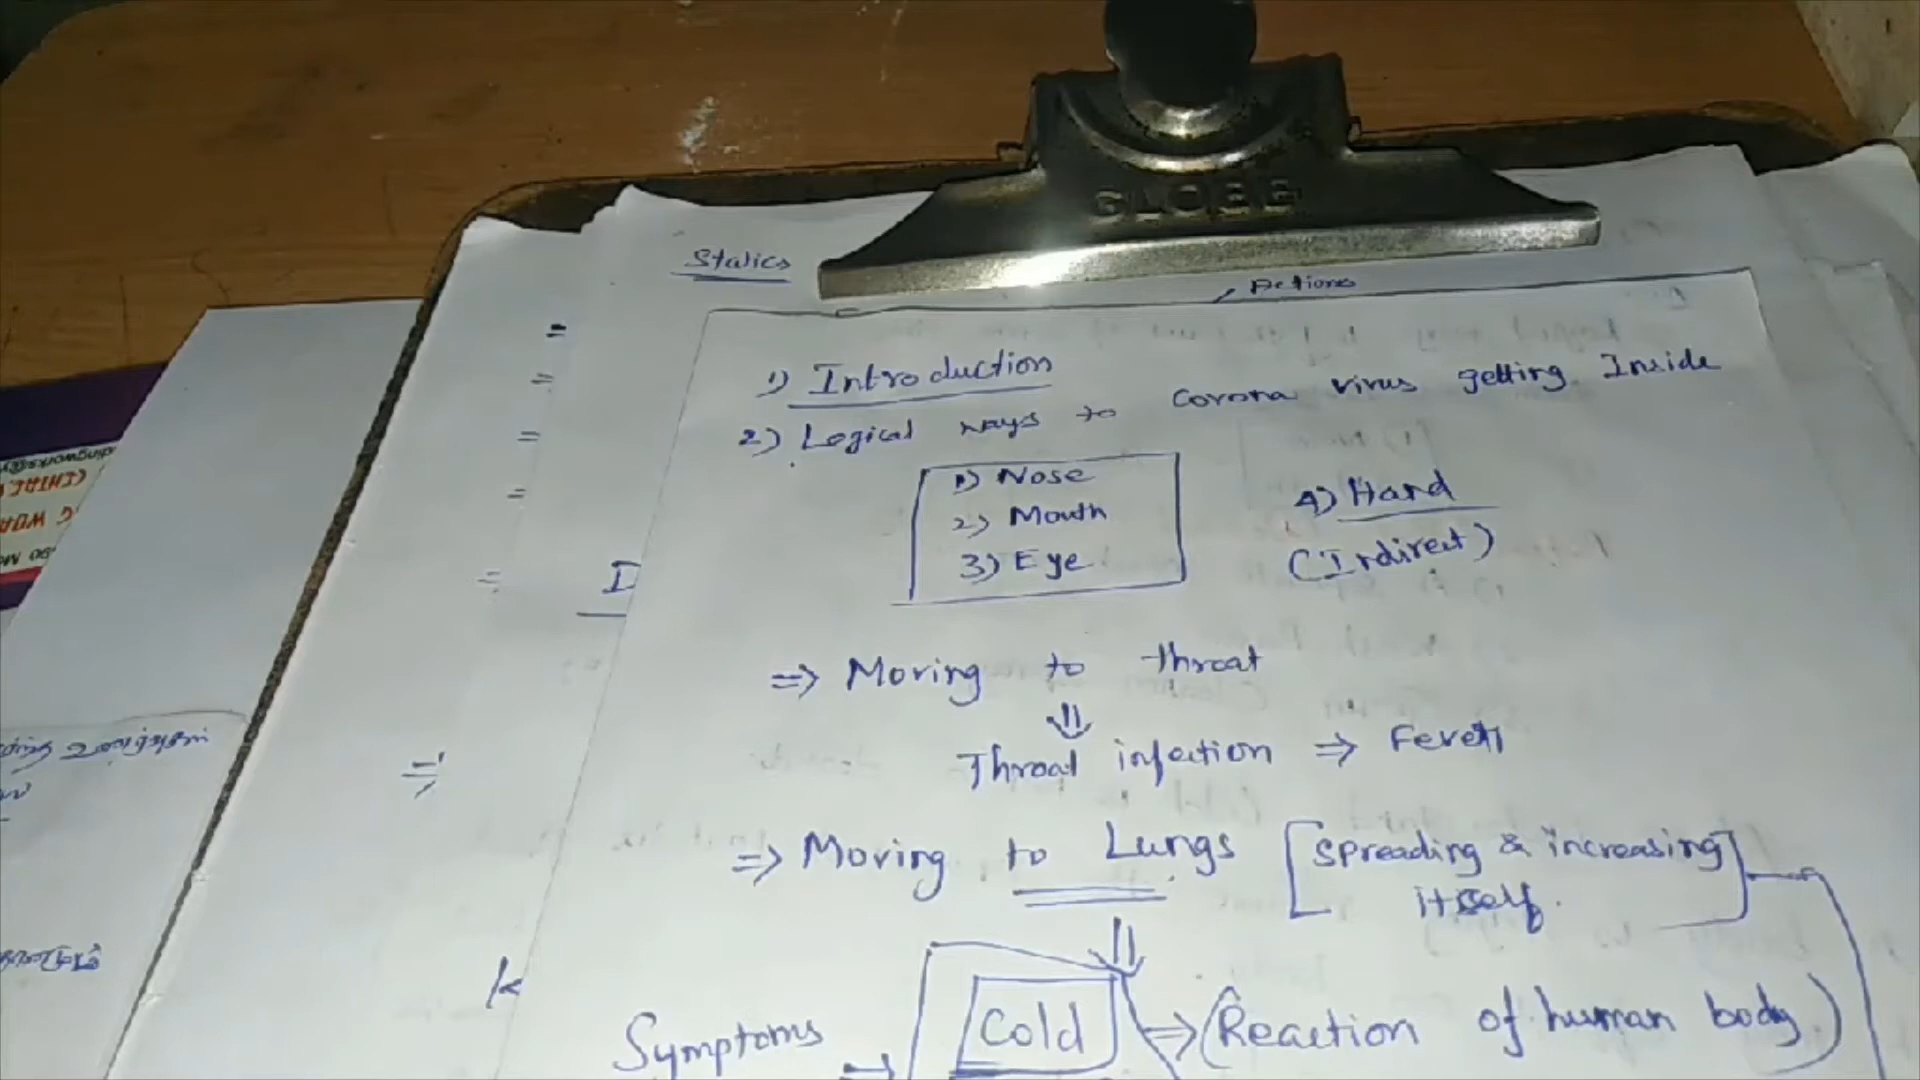 GLOBE
Statics
Actions
1) Introduction
2) Logical ways to corona virus getting Inside
1) Nose
2) Mouth
3) Eye
4) Hand
(Indirect)
=> Moving to throat
Throat infection => Fever
=> Moving to Lungs [spreading & increasing
itself.
Cold => (Reaction of human body)
Symptoms